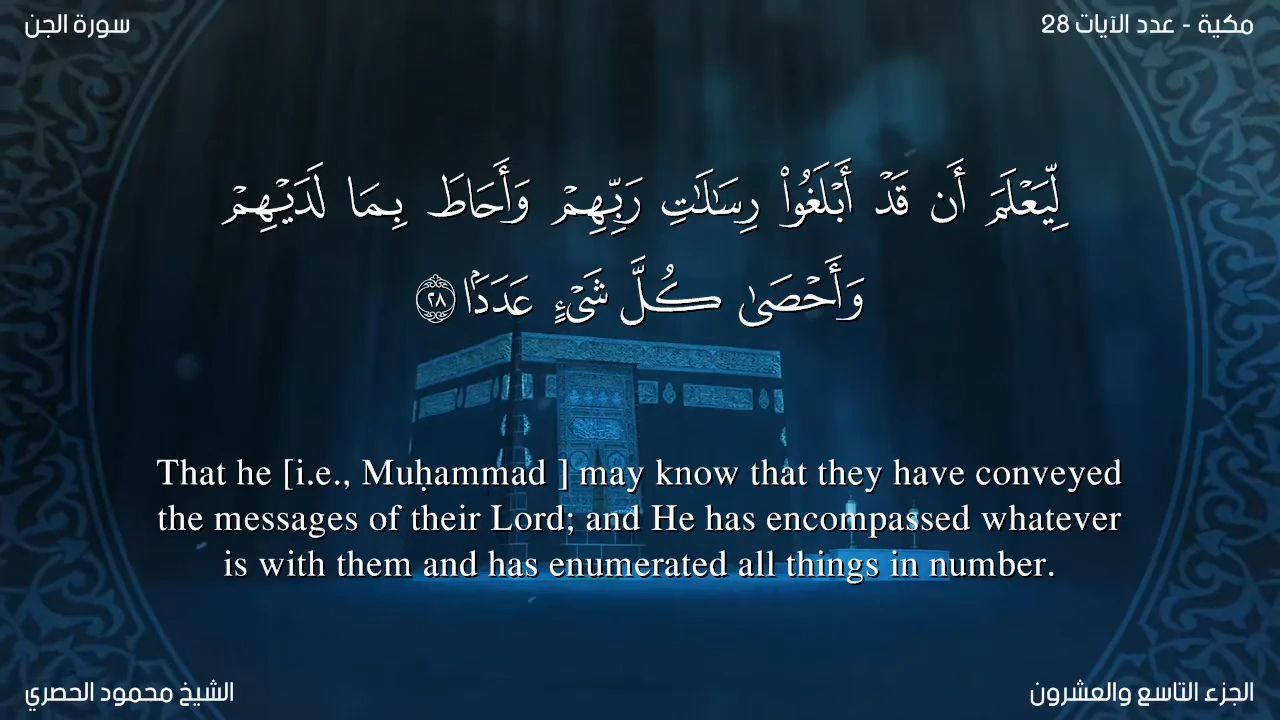 سورة الجن
مكية - عدد الآيات 28
لِّيَعْلَمَ أَن قَدْ أَبْلَغُوا۟ رِسَـٰلَـٰتِ رَبِّهِمْ وَأَحَاطَ بِمَا لَدَيْهِمْ
وَأَحْصَىٰ كُلَّ شَىْءٍ عَدَدًۢا ٢٨
That he [i.e., Muḥammad ] may know that they have conveyed
the messages of their Lord; and He has encompassed whatever
is with them and has enumerated all things in number.
الشيخ محمود الحصري
الجزء التاسع والعشرون